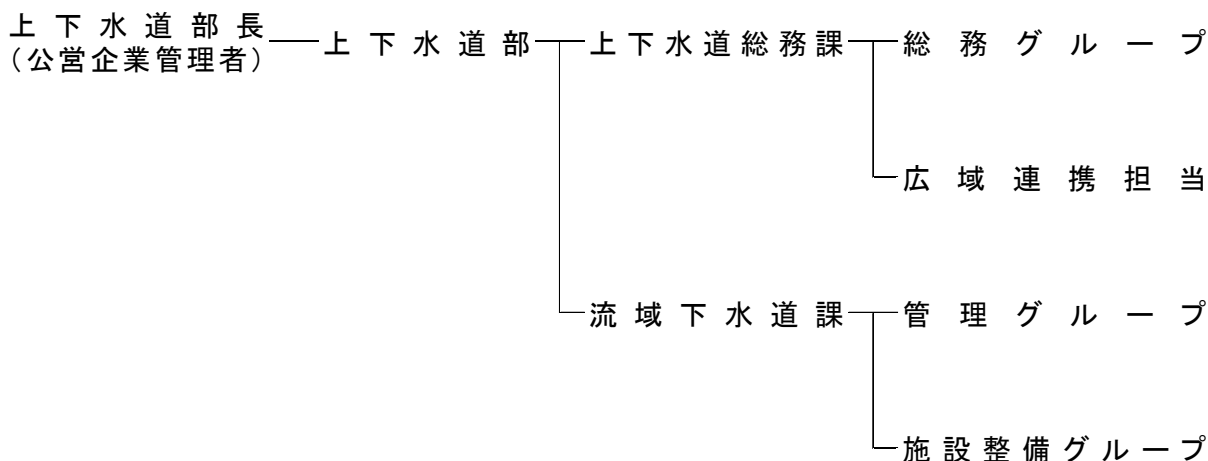 上下水道部長
(公営企業管理者)
上下水道部
上下水道総務課
総務グループ
広域連携担当
流域下水道課
管理グループ
施設整備グループ